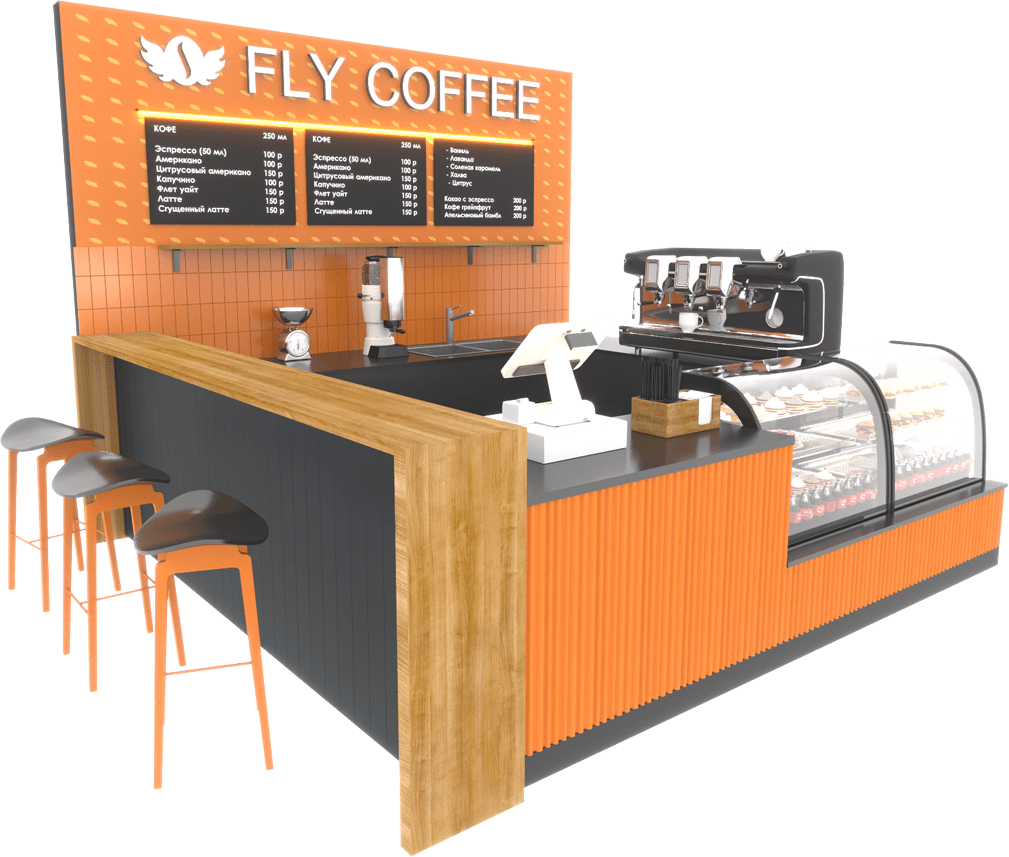 FLY COFFEE
КОФЕ
250 мл
Эспрессо (50 мл) 100 р
Американо 100 р
Цитрусовый американо 150 р
Капучино 100 р
Флет уайт 150 р
Латте 150 р
Сгущенный латте 150 р
КОФЕ
250 мл
Эспрессо (50 мл) 100 р
Американо 100 р
Цитрусовый американо 150 р
Капучино 100 р
Флет уайт 150 р
Латте 150 р
Сгущенный латте 150 р
- Ваниль
- Лаванда
- Соленая карамель
- Халва
- Цитрус
Какао с эспрессо 200 р
Кофе грейпфрут 200 р
Апельсиновый бамбл 200 р